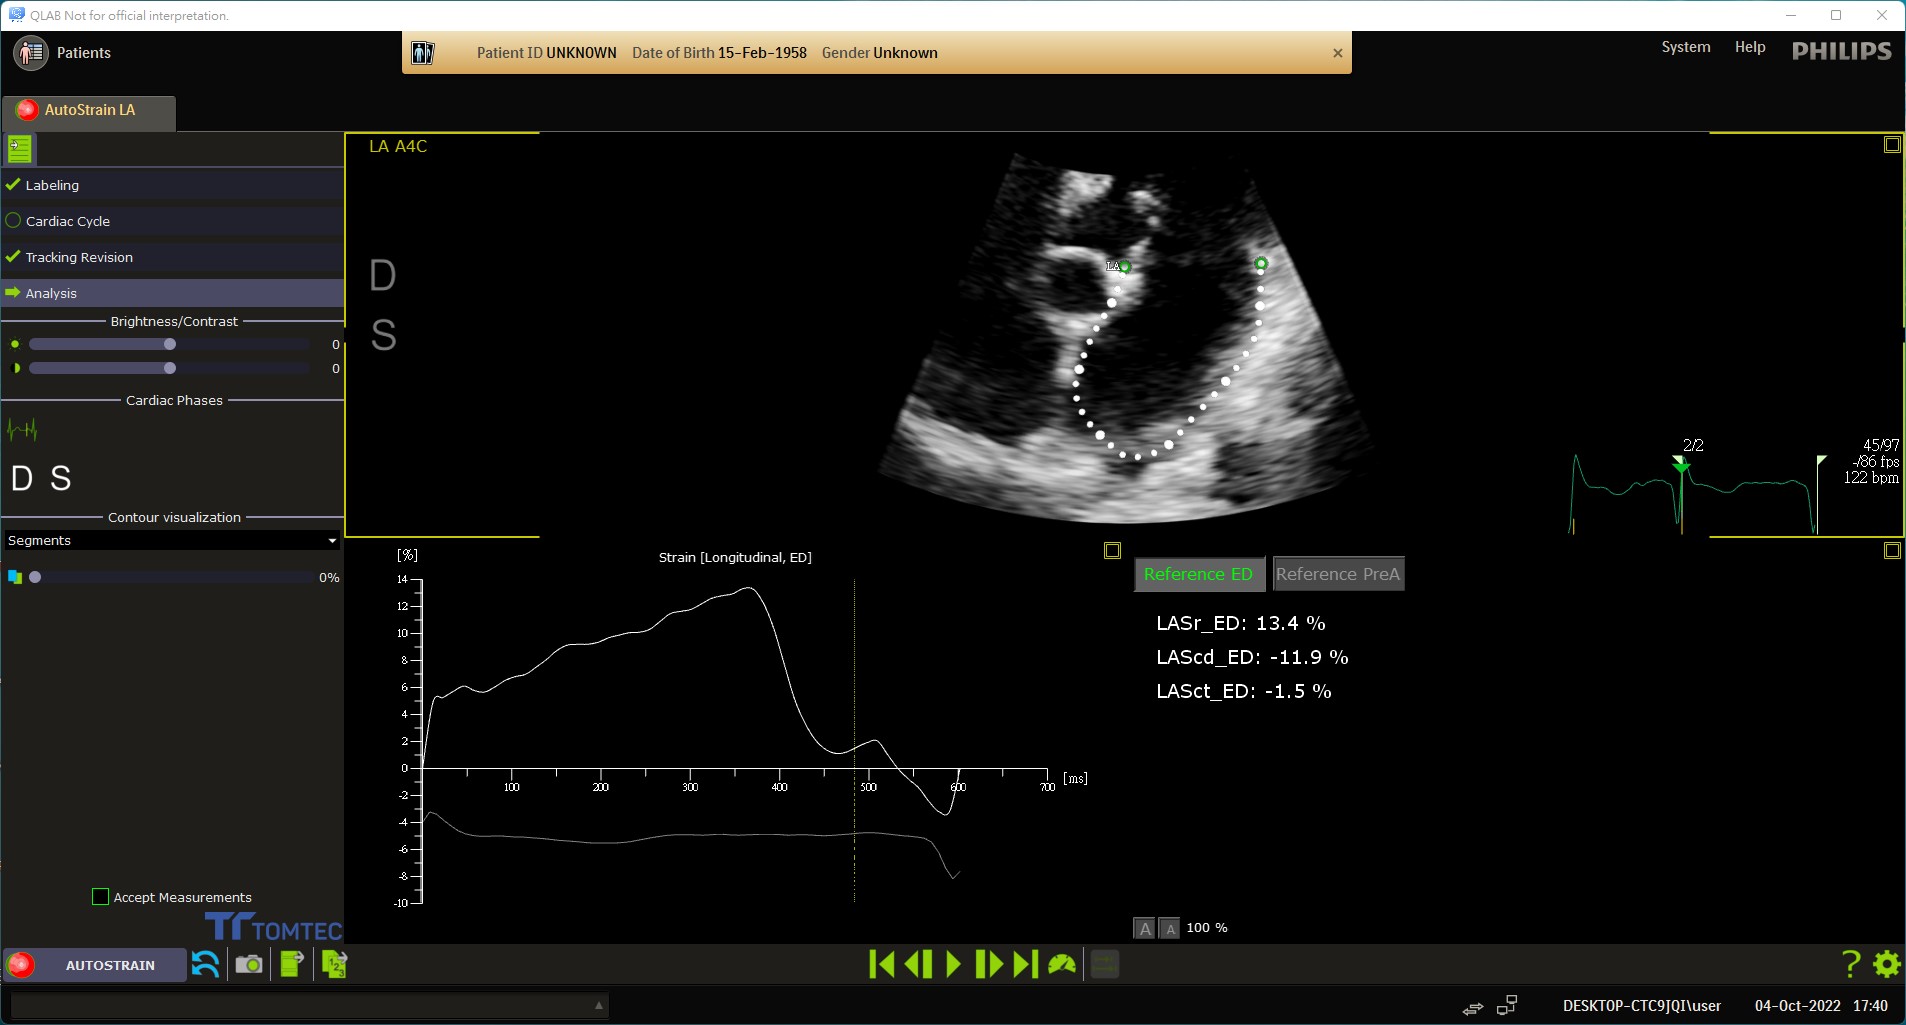 QLAB Not for official interpretation.
Patients
Patient ID UNKNOWN Date of Birth 15-Feb-1958 Gender Unknown
System Help PHILIPS
AutoStrain LA
Labeling
Cardiac Cycle
Tracking Revision
Analysis
Brightness/Contrast
0
0
Cardiac Phases
D S
Contour visualization
Segments
0%
Accept Measurements
TOMTEC
LA A4C
D
S
LA
2/2
45/97
-/86 fps
122 bpm
[%]
Strain [Longitudinal, ED]
14
12
10
8
6
4
2
0
-2
-4
-6
-8
-10
100 200 300 400 500 600 700 [ms]
Reference ED Reference PreA
LASr_ED: 13.4 %
LAScd_ED: -11.9 %
LASct_ED: -1.5 %
A A 100 %
AUTOSTRAIN
1 2 3
?
DESKTOP-CTC9JQI\user 04-Oct-2022 17:40